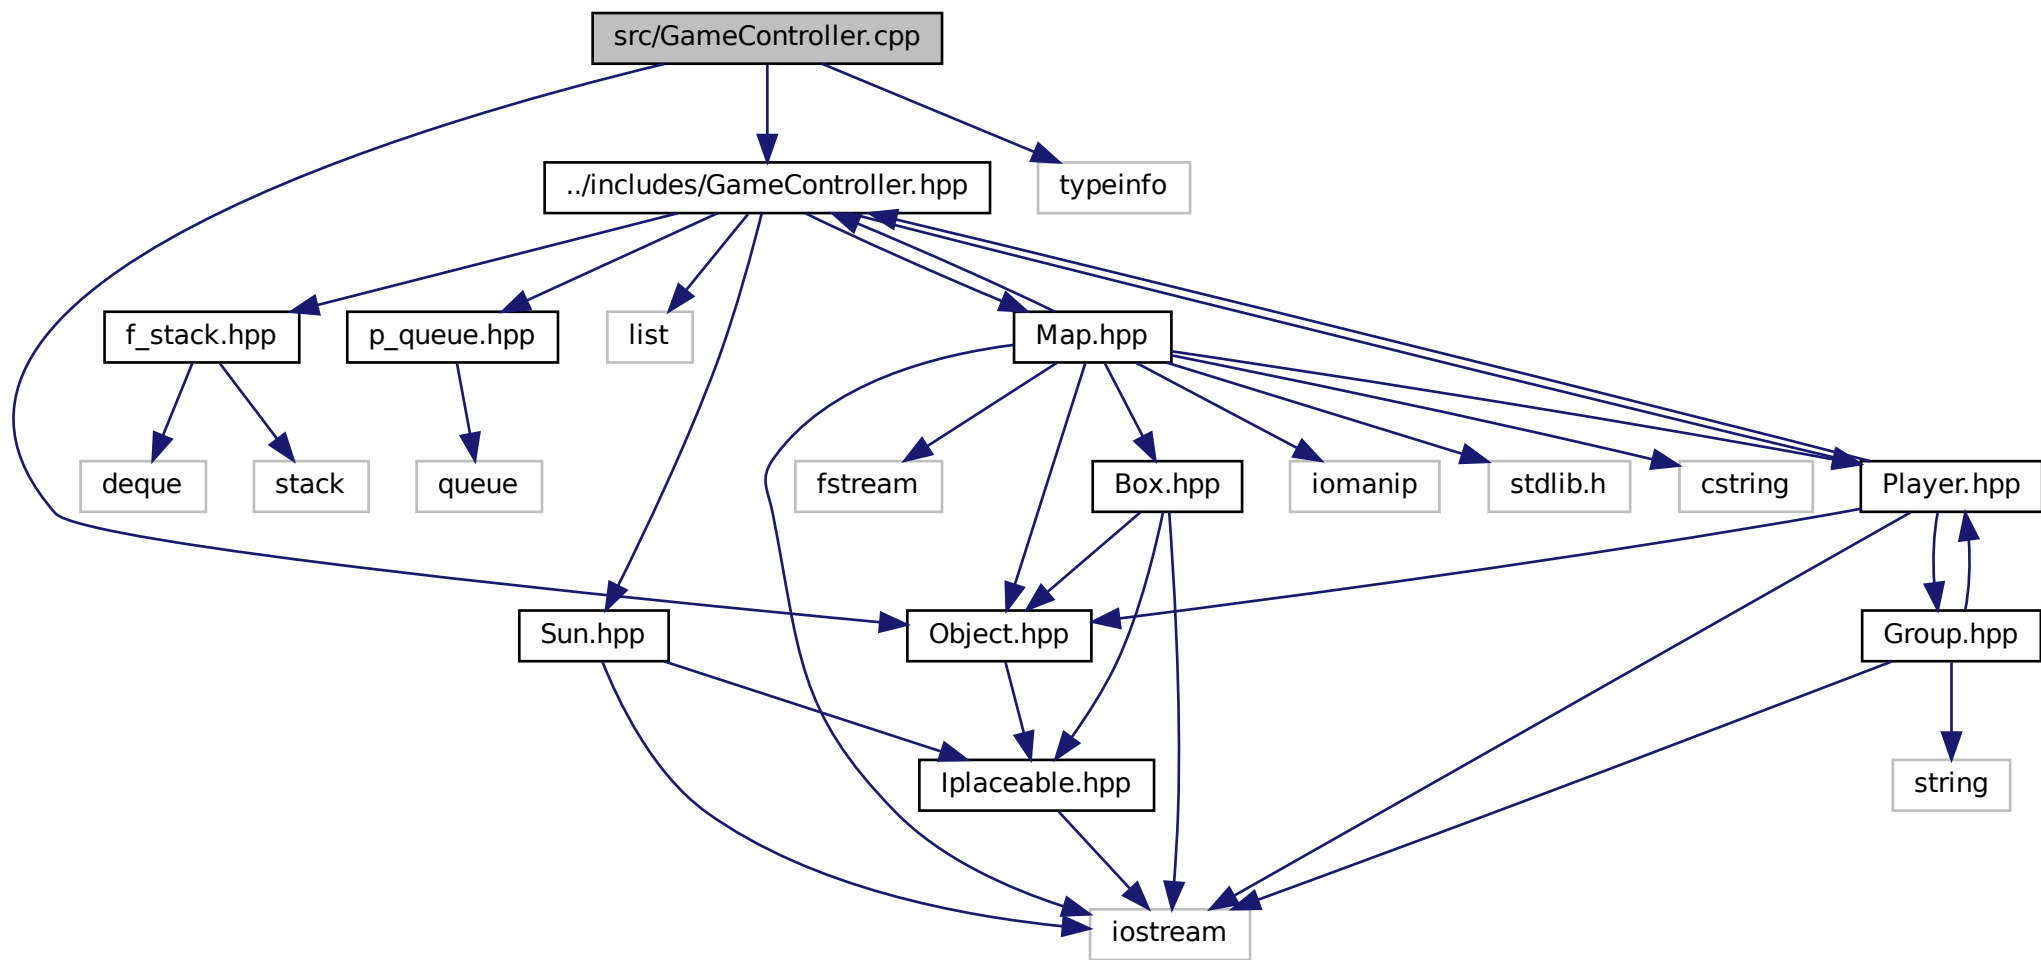 src/GameController.cpp
../includes/GameController.hpp
typeinfo
f_stack.hpp
p_queue.hpp
list
Map.hpp
deque
stack
queue
fstream
Box.hpp
iomanip
stdlib.h
cstring
Player.hpp
Sun.hpp
Object.hpp
Group.hpp
Iplaceable.hpp
string
iostream